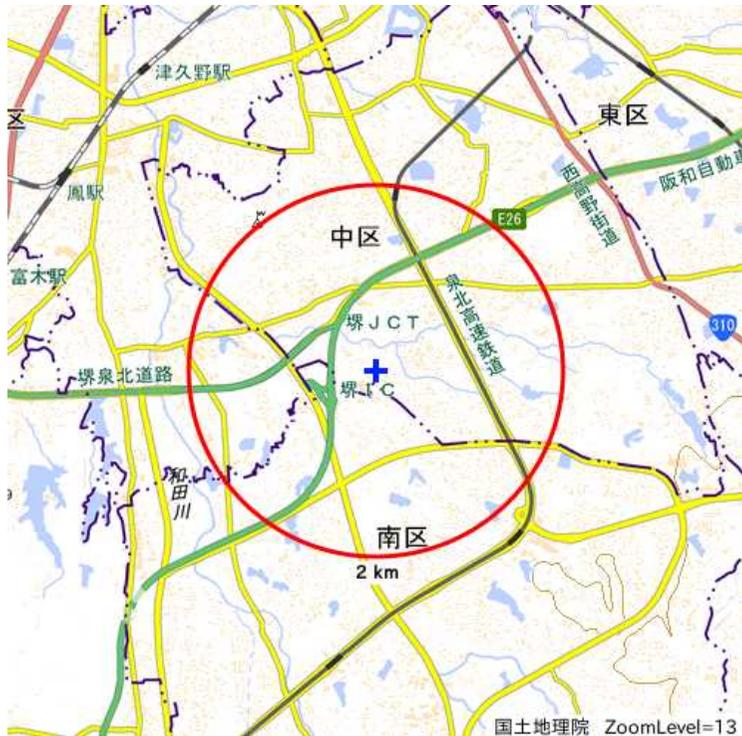 津久野駅
区
東区
阪和自動車
鳳駅
西高野街道
E26
中区
富木駅
泉北高速鉄道
堺JCT
310
堺泉北道路
堺IC
和田川
南区
2 km
国土地理院 ZoomLevel=13